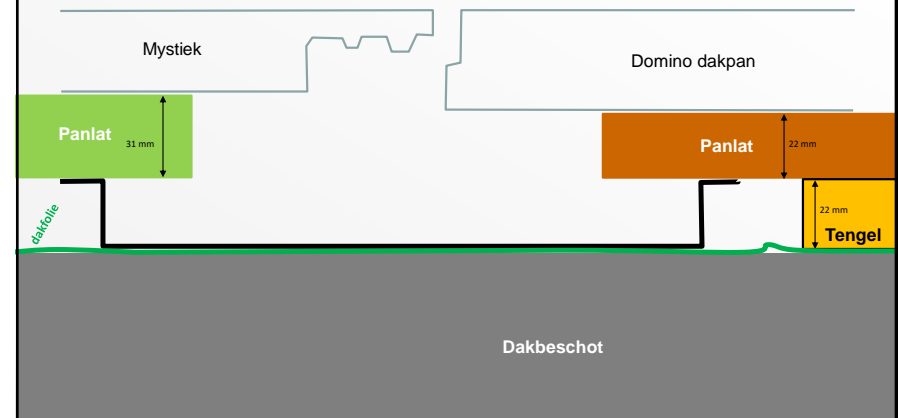 Mystiek
Domino dakpan
Panlat
31 mm
Panlat
22 mm
dakfolie
22 mm
Tengel
Dakbeschot